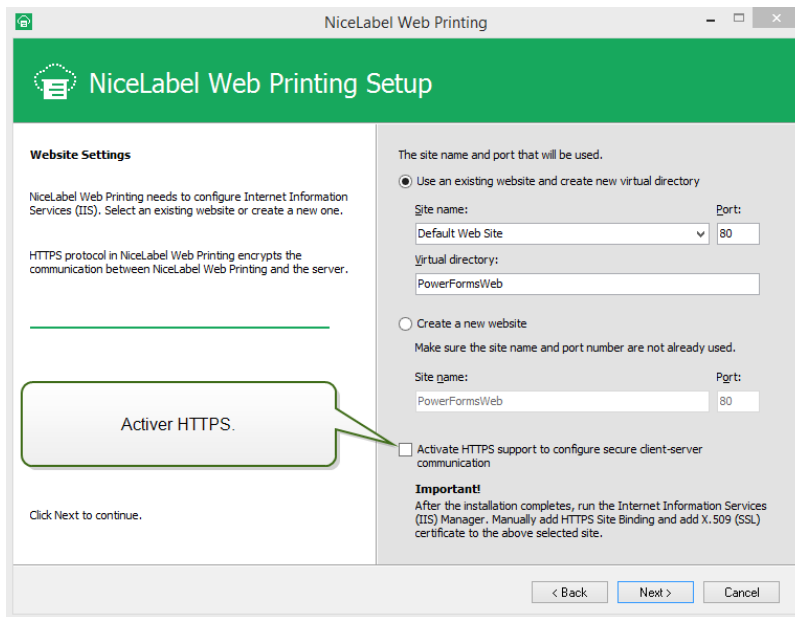 NiceLabel Web Printing
NiceLabel Web Printing Setup
Website Settings
NiceLabel Web Printing needs to configure Internet Information
Services (IIS). Select an existing website or create a new one.
HTTPS protocol in NiceLabel Web Printing encrypts the
communication between NiceLabel Web Printing and the server.
Activer HTTPS.
Click Next to continue.
The site name and port that will be used.
Use an existing website and create new virtual directory
Site name: Port:
Default Web Site 80
Virtual directory:
PowerFormsWeb
Create a new website
Make sure the site name and port number are not already used.
Site name: Port:
PowerFormsWeb 80
Activate HTTPS support to configure secure client-server
communication
Important!
After the installation completes, run the Internet Information Services
(IIS) Manager. Manually add HTTPS Site Binding and add X.509 (SSL)
certificate to the above selected site.
< Back Next > Cancel